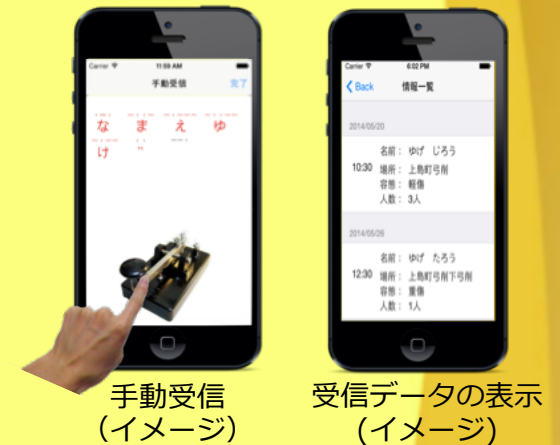 Carrier 11:59 AM
手動受信 完了
な ま え ゆ
け ゛
手動受信
（イメージ）
Carrier 6:02 PM
Back 情報一覧
2014/05/20
10:30
名前： ゆげ じろう
場所： 上島町弓削
容態： 軽傷
人数： 3人
2014/05/26
12:30
名前： ゆげ たろう
場所： 上島町弓削下弓削
容態： 重傷
人数： 1人
受信データの表示
（イメージ）